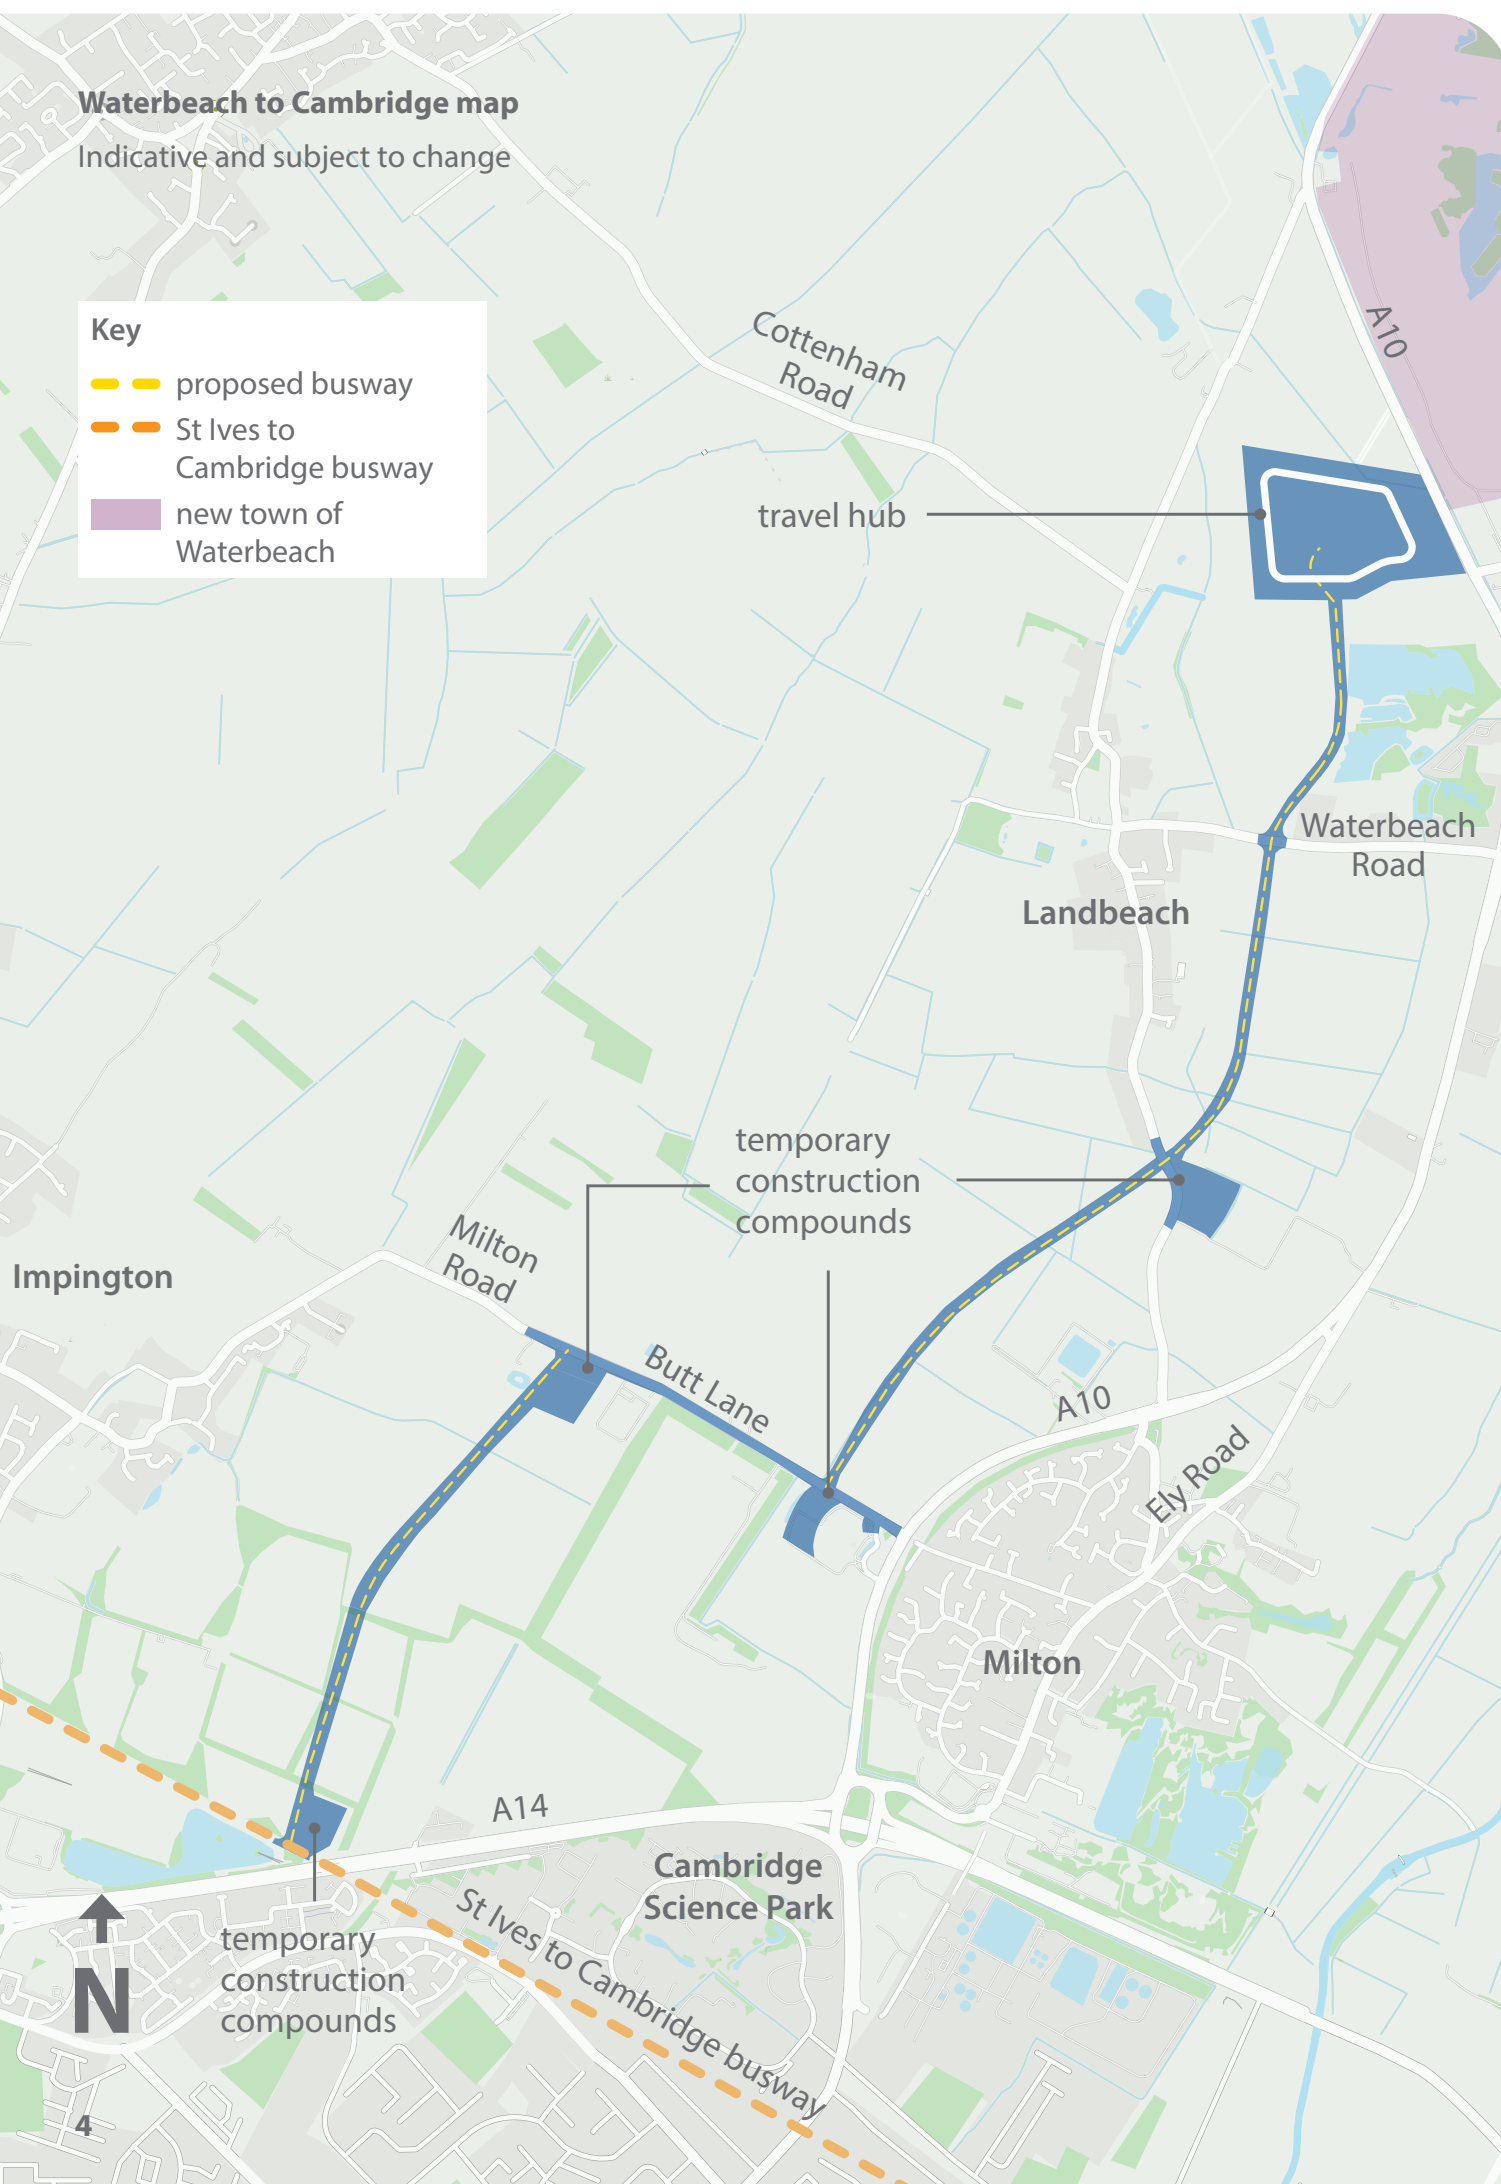 Waterbeach to Cambridge map
Indicative and subject to change
Key
proposed busway
St Ives to
Cambridge busway
new town of
Waterbeach
A10
Cottenham
Road
travel hub
Waterbeach
Road
Landbeach
temporary
construction
compounds
Milton
Road
Impington
Butt Lane
A10
Ely Road
Milton
A14
Cambridge
Science Park
St Ives to Cambridge busway
temporary
construction
compounds
N
4